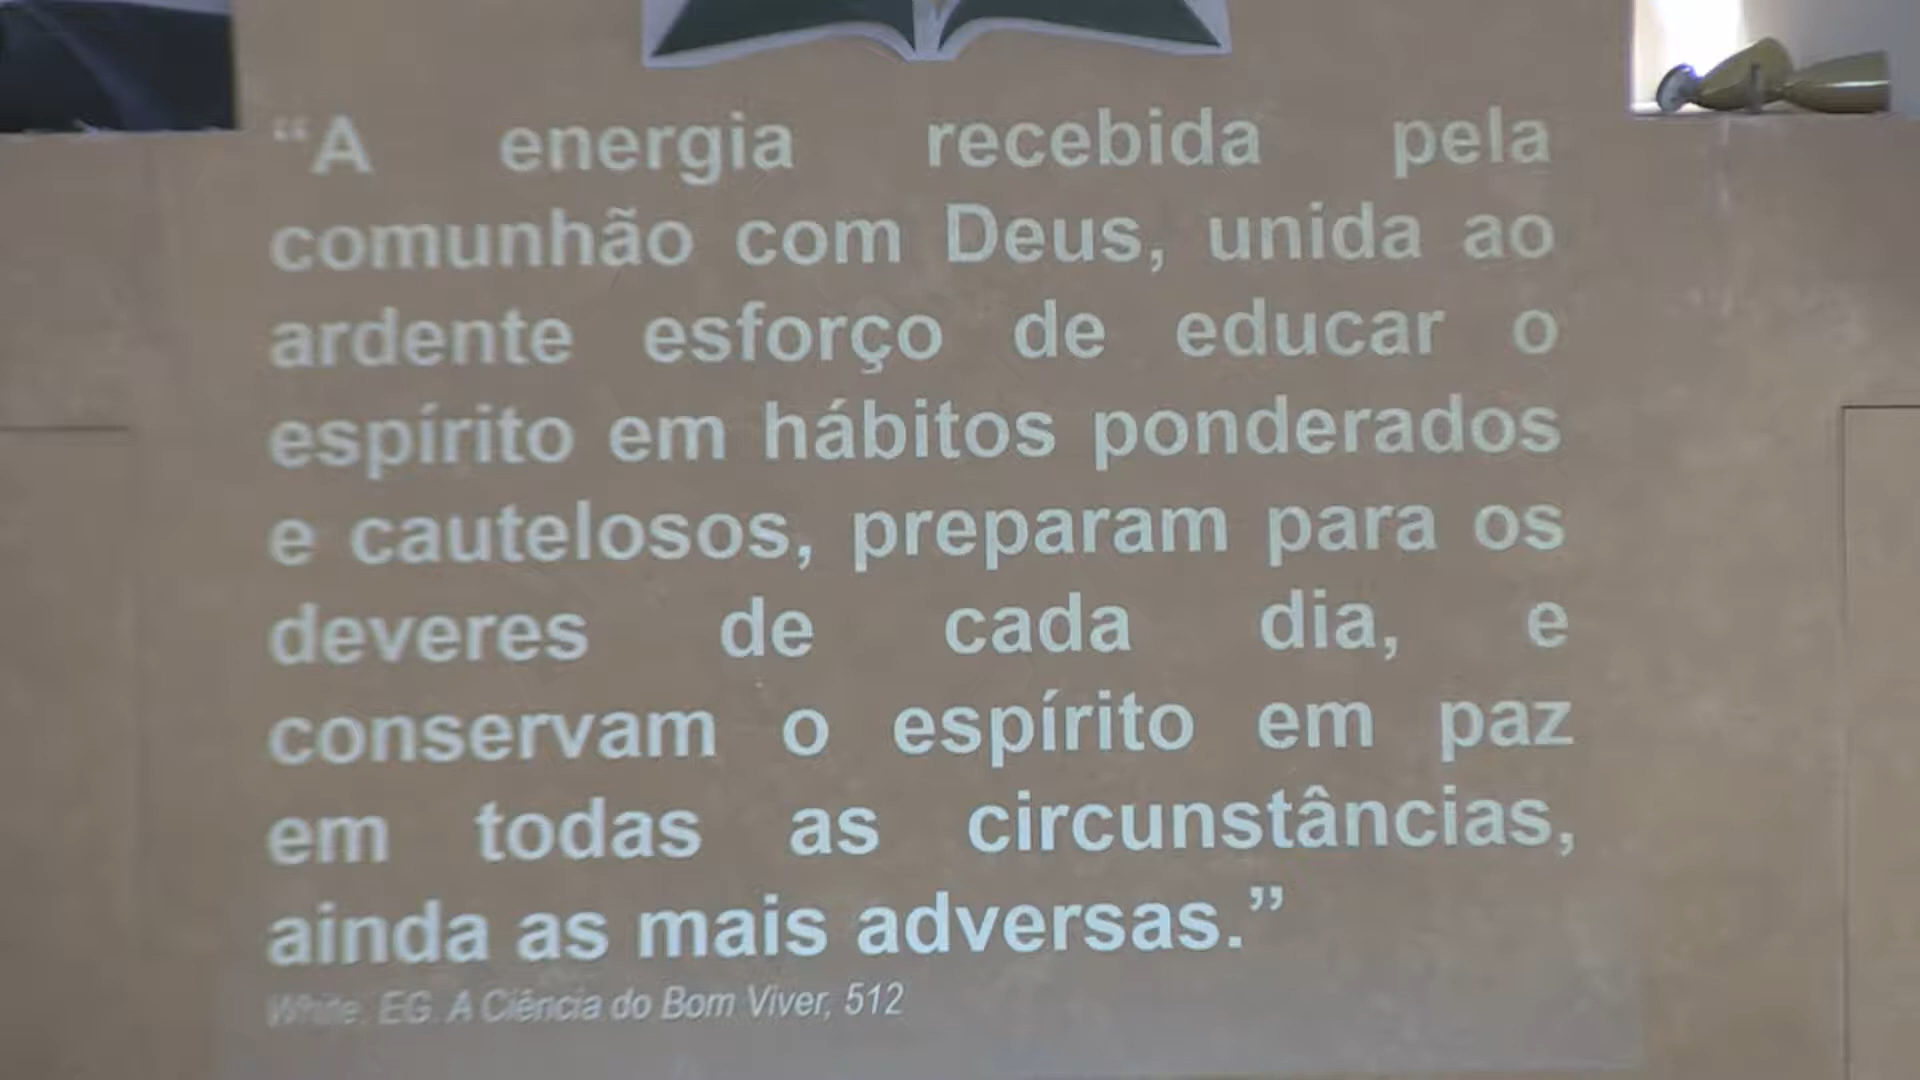 “A energia recebida pela
comunhão com Deus, unida ao
ardente esforço de educar o
espírito em hábitos ponderados
e cautelosos, preparam para os
deveres de cada dia, e
conservam o espírito em paz
em todas as circunstâncias,
ainda as mais adversas.”
White, EG. A Ciência do Bom Viver, 512